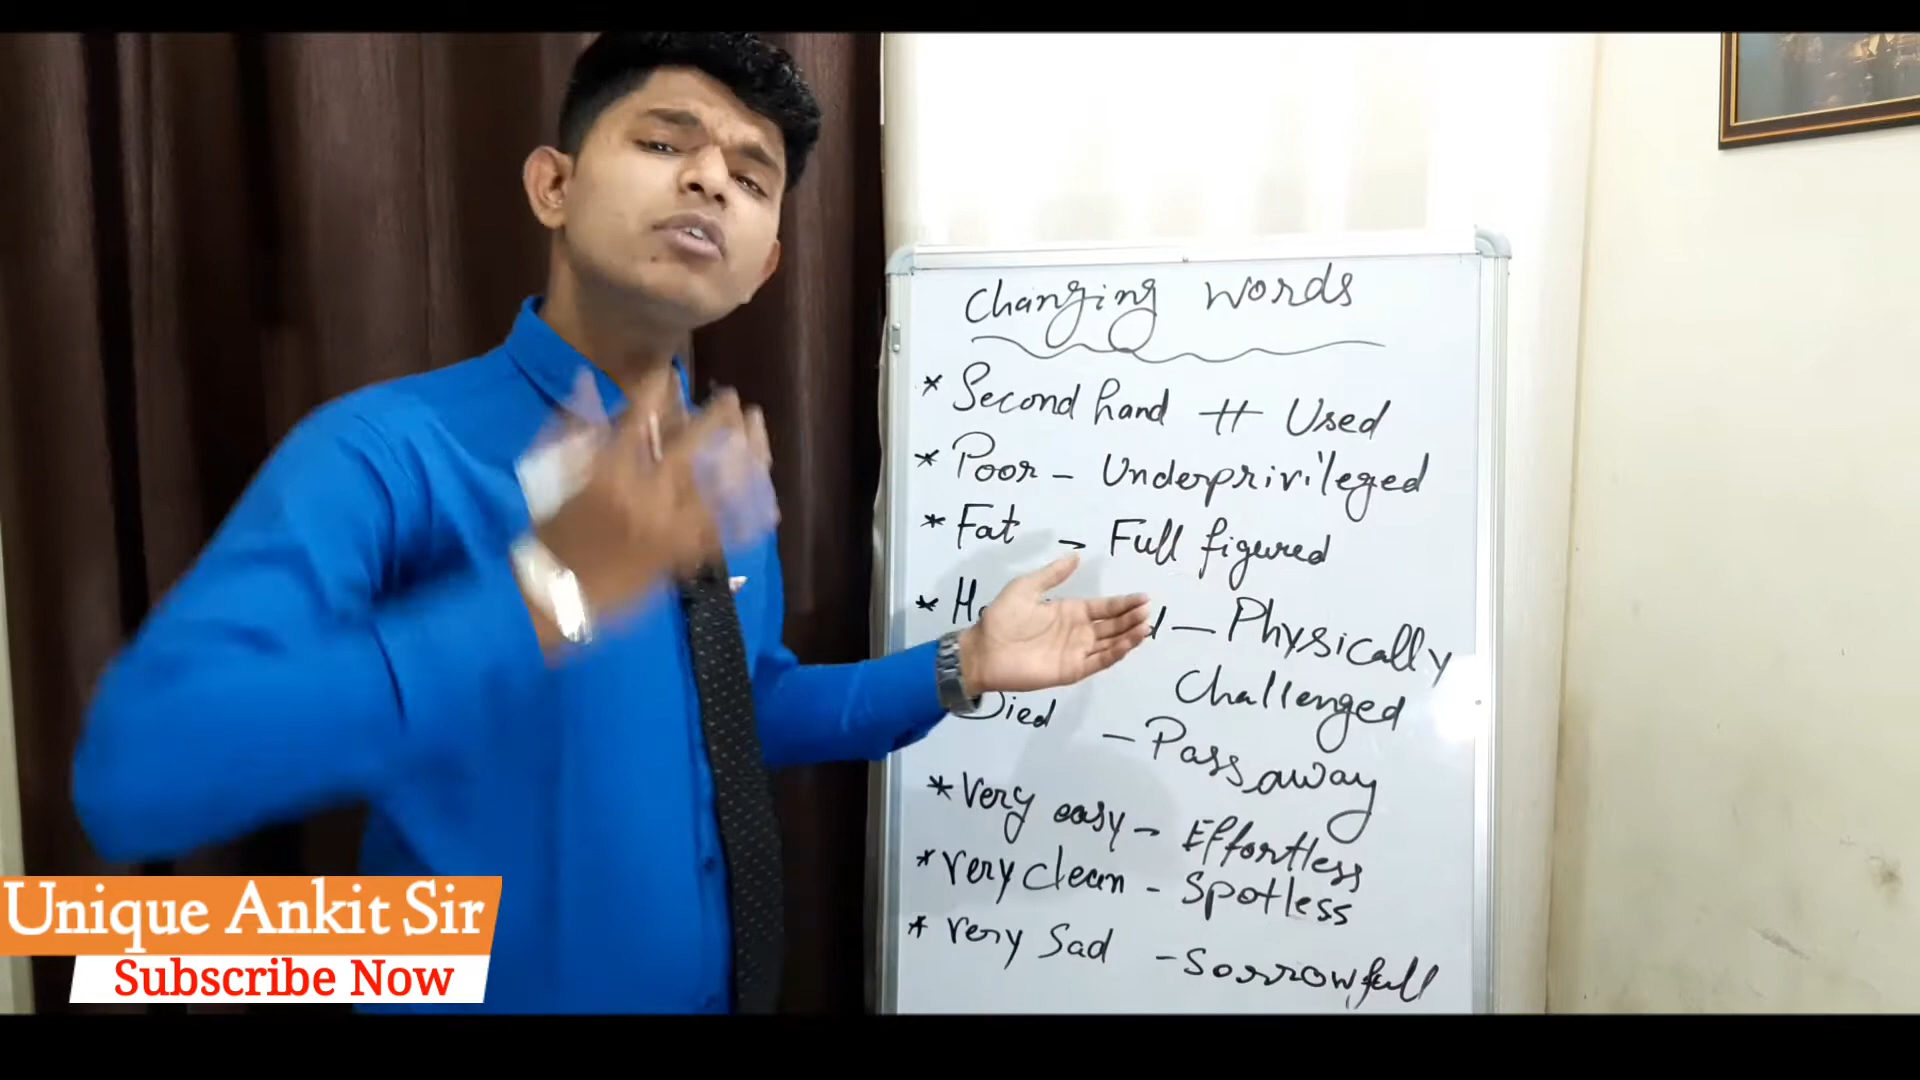 Changing words
* Second hand # Used
* Poor - Underprivileged
* Fat - Full figured
* - Physically
Challenged
Died - Pass away
* Very easy - Effortless
* Very clean - Spotless
* Very Sad - Sorrowfull
Unique Ankit Sir
Subscribe Now